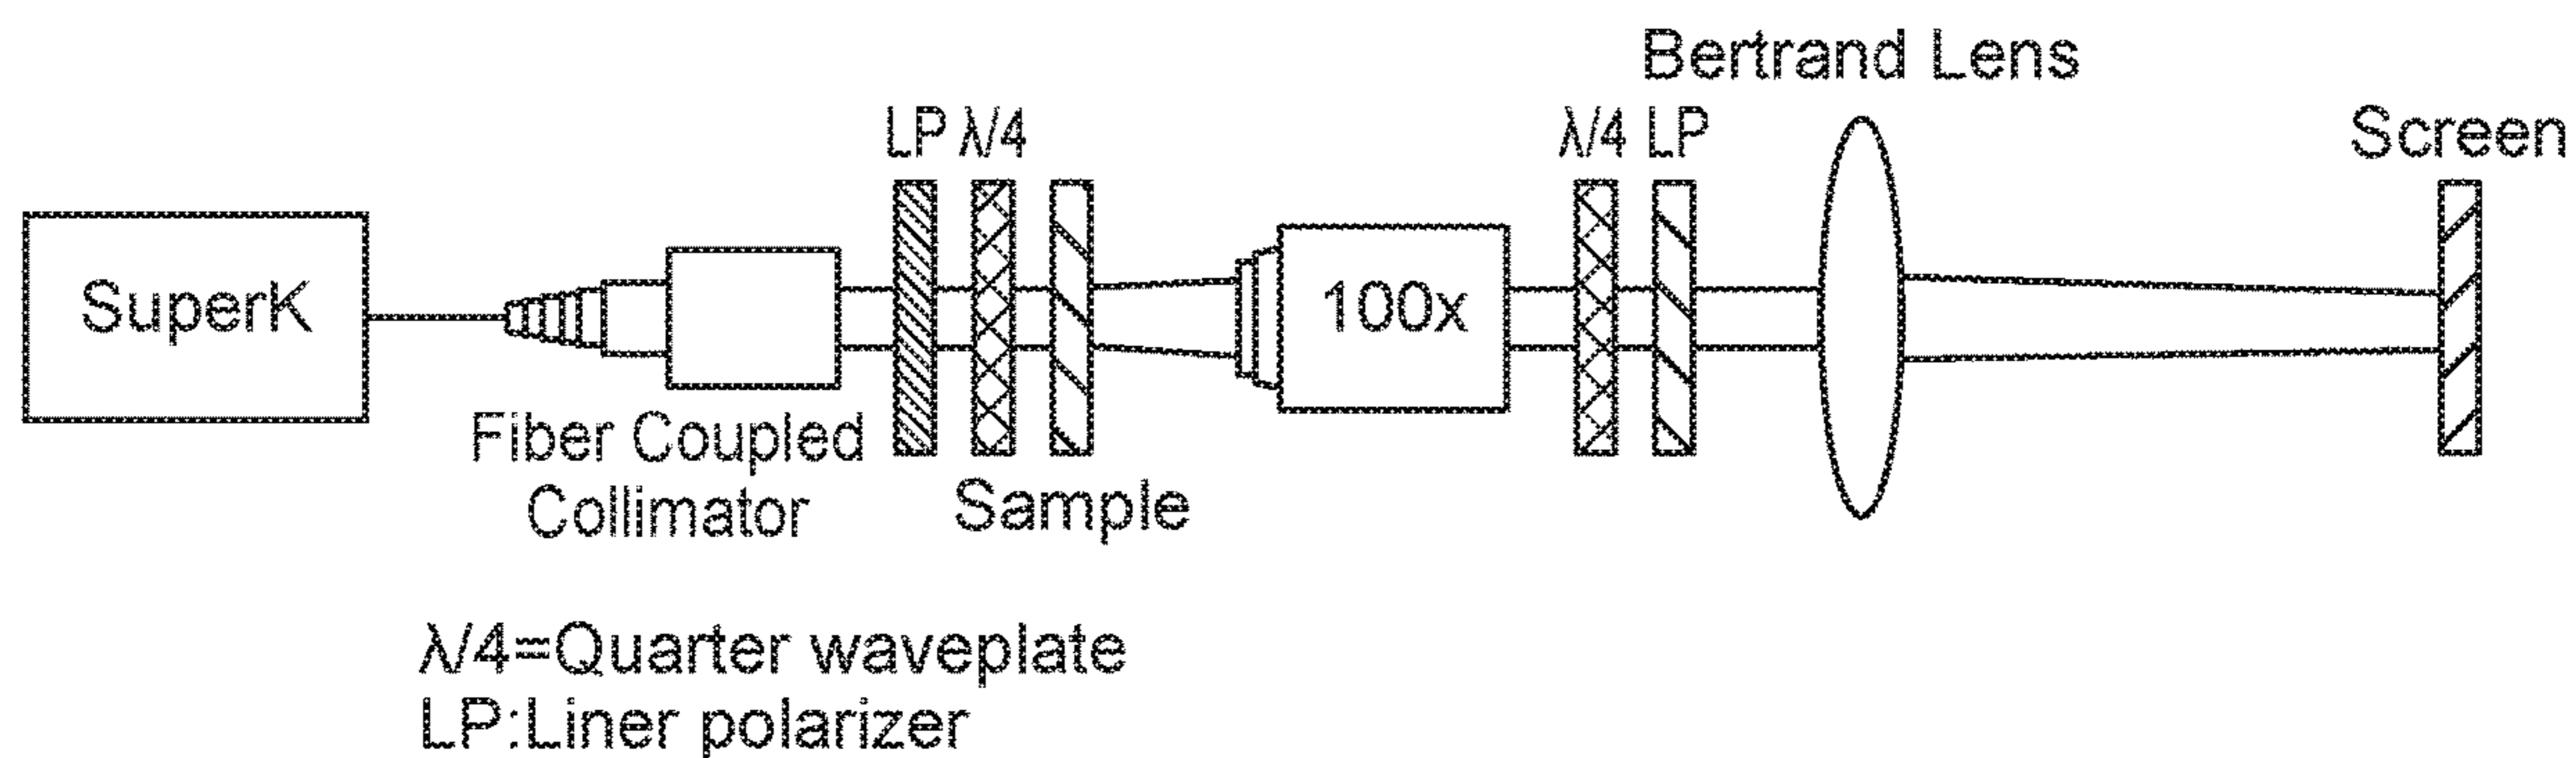 Bertrand Lens
LP λ/4
λ/4 LP
Screen
SuperK
100x
Fiber Coupled
Collimator
Sample
λ/4=Quarter waveplate
LP:Liner polarizer